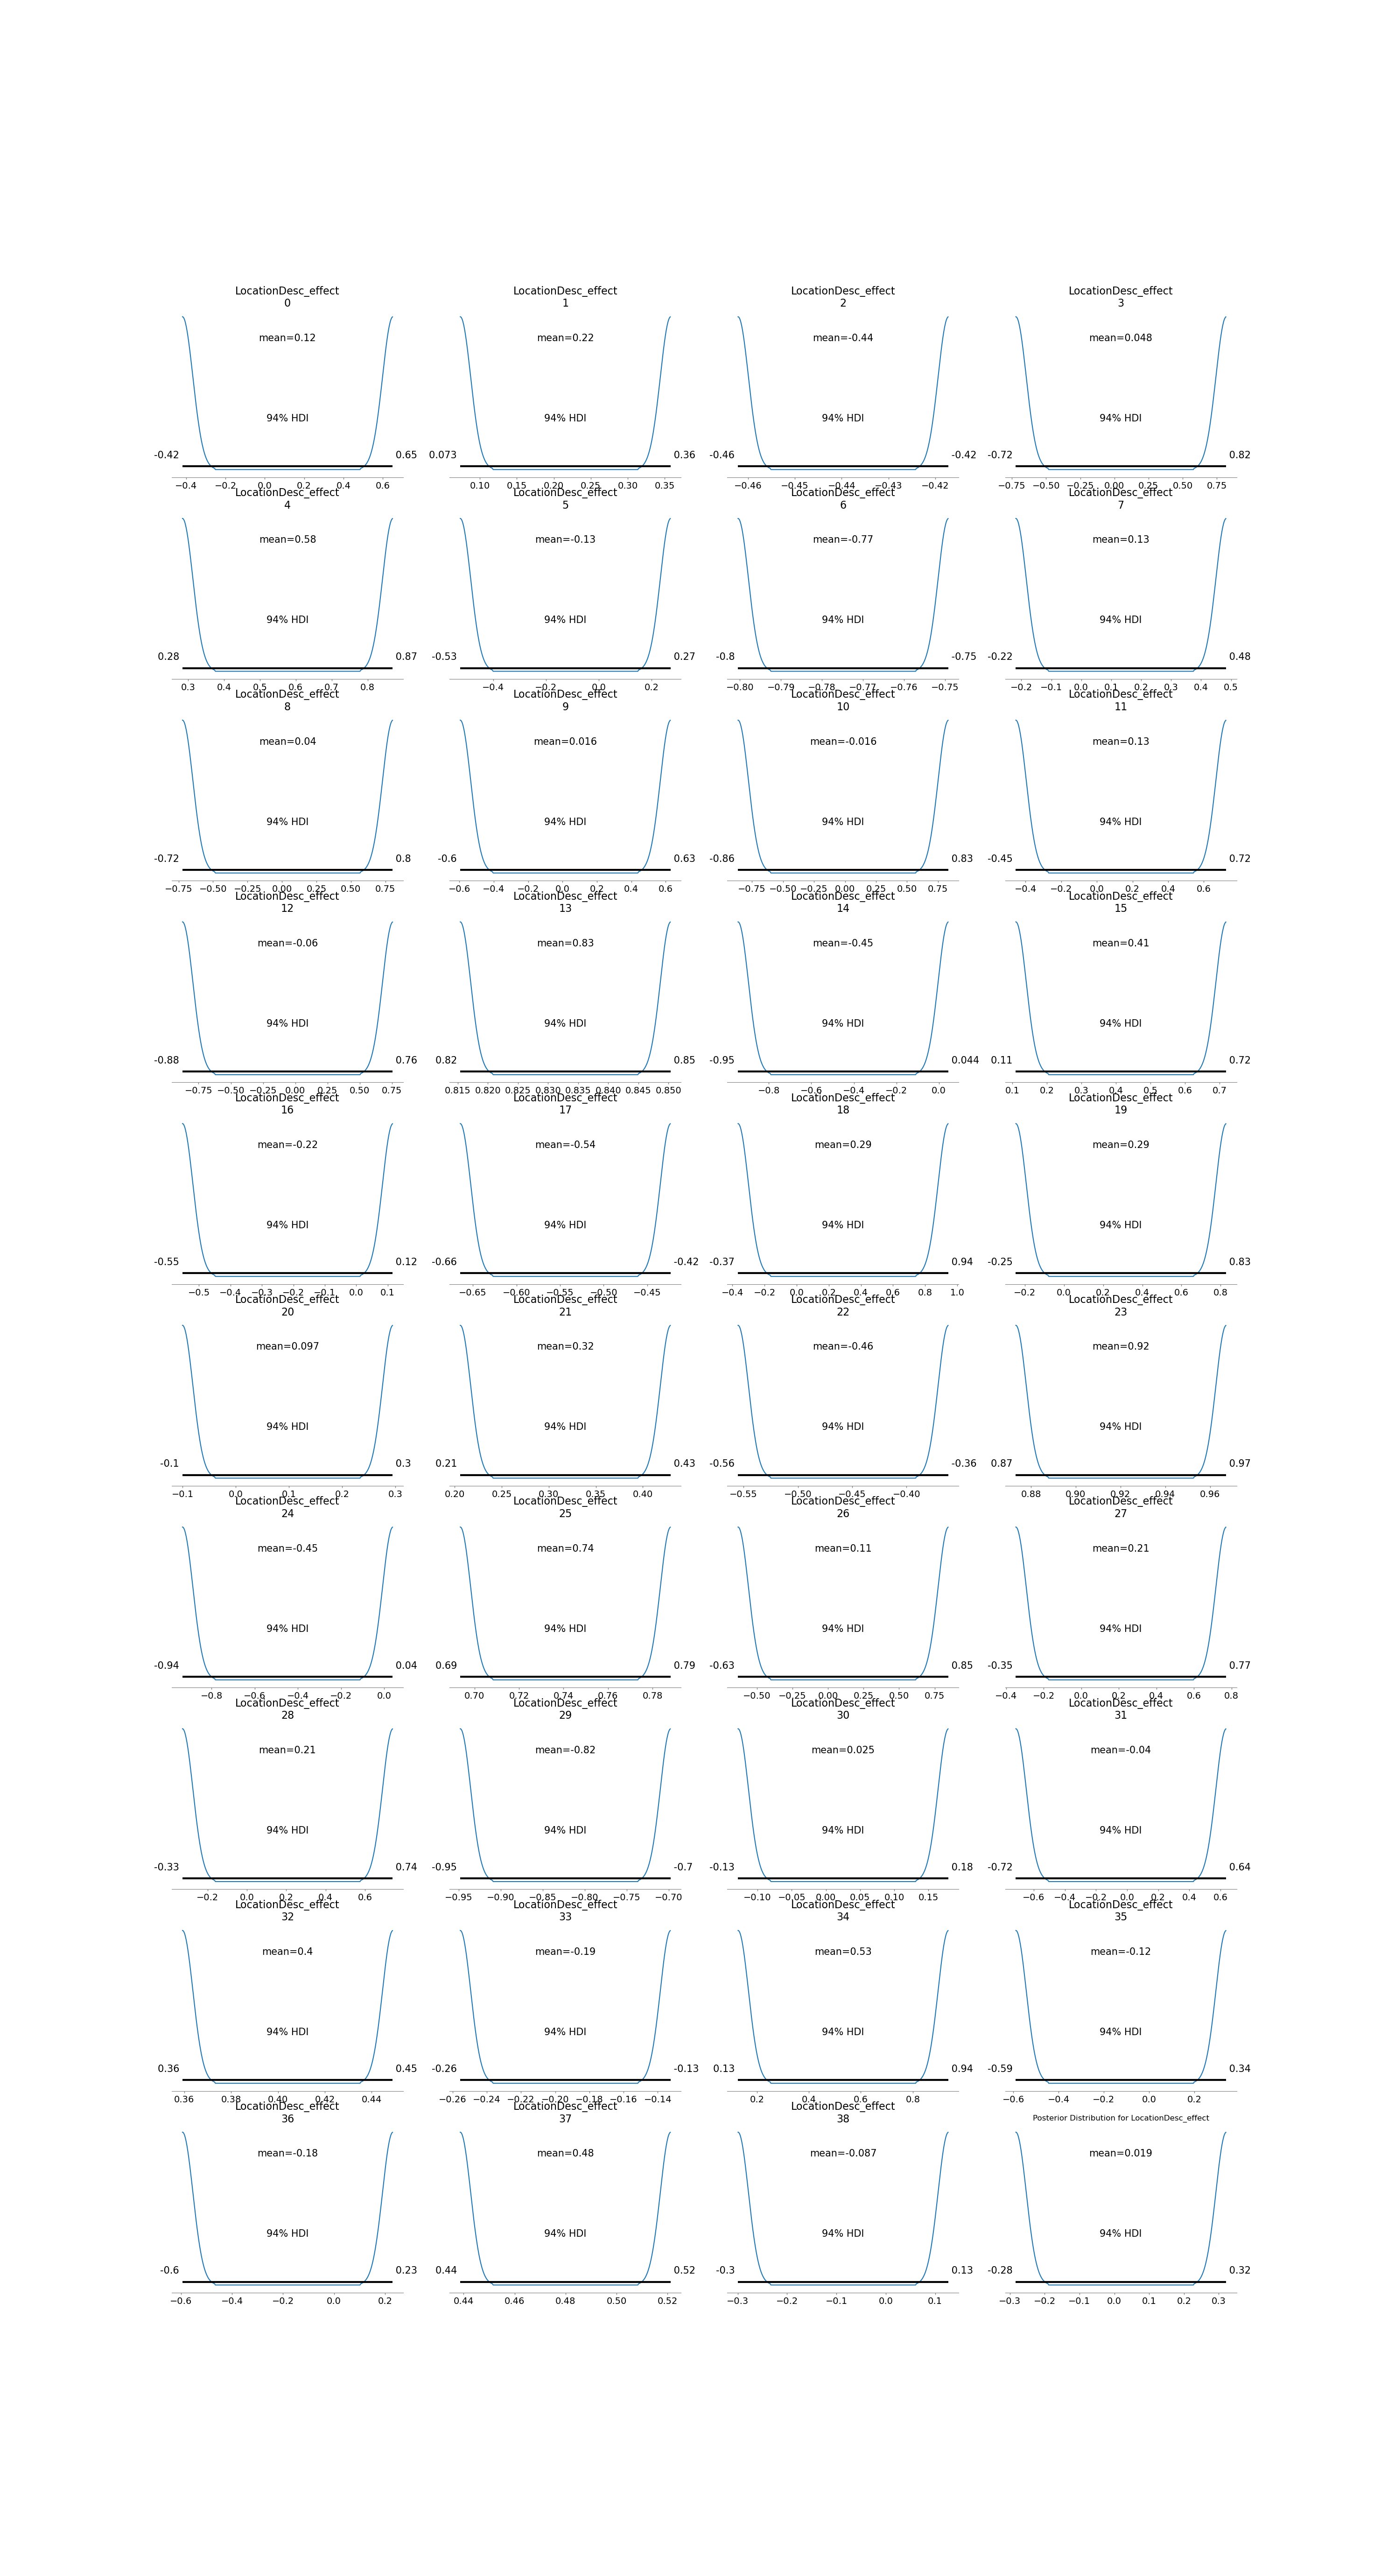 LocationDesc_effect
0
mean=0.12
94% HDI
-0.42 0.65
−0.4 −0.2 0.0 0.2 0.4 0.6
LocationDesc_effect
1
mean=0.22
94% HDI
0.073 0.36
0.10 0.15 0.20 0.25 0.30 0.35
LocationDesc_effect
2
mean=-0.44
94% HDI
-0.46 -0.42
−0.46 −0.45 −0.44 −0.43 −0.42
LocationDesc_effect
3
mean=0.048
94% HDI
-0.72 0.82
−0.75 −0.50 −0.25 0.00 0.25 0.50 0.75
LocationDesc_effect
4
mean=0.58
94% HDI
0.28 0.87
0.3 0.4 0.5 0.6 0.7 0.8
LocationDesc_effect
5
mean=-0.13
94% HDI
-0.53 0.27
−0.4 −0.2 0.0 0.2
LocationDesc_effect
6
mean=-0.77
94% HDI
-0.8 -0.75
−0.80 −0.79 −0.78 −0.77 −0.76 −0.75
LocationDesc_effect
7
mean=0.13
94% HDI
-0.22 0.48
−0.2 −0.1 0.0 0.1 0.2 0.3 0.4 0.5
LocationDesc_effect
8
mean=0.04
94% HDI
-0.72 0.8
−0.75 −0.50 −0.25 0.00 0.25 0.50 0.75
LocationDesc_effect
9
mean=0.016
94% HDI
-0.6 0.63
−0.6 −0.4 −0.2 0.0 0.2 0.4 0.6
LocationDesc_effect
10
mean=-0.016
94% HDI
-0.86 0.83
−0.75 −0.50 −0.25 0.00 0.25 0.50 0.75
LocationDesc_effect
11
mean=0.13
94% HDI
-0.45 0.72
−0.4 −0.2 0.0 0.2 0.4 0.6
LocationDesc_effect
12
mean=-0.06
94% HDI
-0.88 0.76
−0.75 −0.50 −0.25 0.00 0.25 0.50 0.75
LocationDesc_effect
13
mean=0.83
94% HDI
0.82 0.85
0.815 0.820 0.825 0.830 0.835 0.840 0.845 0.850
LocationDesc_effect
14
mean=-0.45
94% HDI
-0.95 0.044
−0.8 −0.6 −0.4 −0.2 0.0
LocationDesc_effect
15
mean=0.41
94% HDI
0.11 0.72
0.1 0.2 0.3 0.4 0.5 0.6 0.7
LocationDesc_effect
16
mean=-0.22
94% HDI
-0.55 0.12
−0.5 −0.4 −0.3 −0.2 −0.1 0.0 0.1
LocationDesc_effect
17
mean=-0.54
94% HDI
-0.66 -0.42
−0.65 −0.60 −0.55 −0.50 −0.45
LocationDesc_effect
18
mean=0.29
94% HDI
-0.37 0.94
−0.4 −0.2 0.0 0.2 0.4 0.6 0.8 1.0
LocationDesc_effect
19
mean=0.29
94% HDI
-0.25 0.83
−0.2 0.0 0.2 0.4 0.6 0.8
LocationDesc_effect
20
mean=0.097
94% HDI
-0.1 0.3
−0.1 0.0 0.1 0.2 0.3
LocationDesc_effect
21
mean=0.32
94% HDI
0.21 0.43
0.20 0.25 0.30 0.35 0.40
LocationDesc_effect
22
mean=-0.46
94% HDI
-0.56 -0.36
−0.55 −0.50 −0.45 −0.40
LocationDesc_effect
23
mean=0.92
94% HDI
0.87 0.97
0.88 0.90 0.92 0.94 0.96
LocationDesc_effect
24
mean=-0.45
94% HDI
-0.94 0.04
−0.8 −0.6 −0.4 −0.2 0.0
LocationDesc_effect
25
mean=0.74
94% HDI
0.69 0.79
0.70 0.72 0.74 0.76 0.78
LocationDesc_effect
26
mean=0.11
94% HDI
-0.63 0.85
−0.50 −0.25 0.00 0.25 0.50 0.75
LocationDesc_effect
27
mean=0.21
94% HDI
-0.35 0.77
−0.4 −0.2 0.0 0.2 0.4 0.6 0.8
LocationDesc_effect
28
mean=0.21
94% HDI
-0.33 0.74
−0.2 0.0 0.2 0.4 0.6
LocationDesc_effect
29
mean=-0.82
94% HDI
-0.95 -0.7
−0.95 −0.90 −0.85 −0.80 −0.75 −0.70
LocationDesc_effect
30
mean=0.025
94% HDI
-0.13 0.18
−0.10 −0.05 0.00 0.05 0.10 0.15
LocationDesc_effect
31
mean=-0.04
94% HDI
-0.72 0.64
−0.6 −0.4 −0.2 0.0 0.2 0.4 0.6
LocationDesc_effect
32
mean=0.4
94% HDI
0.36 0.45
0.36 0.38 0.40 0.42 0.44
LocationDesc_effect
33
mean=-0.19
94% HDI
-0.26 -0.13
−0.26 −0.24 −0.22 −0.20 −0.18 −0.16 −0.14
LocationDesc_effect
34
mean=0.53
94% HDI
0.13 0.94
0.2 0.4 0.6 0.8
LocationDesc_effect
35
mean=-0.12
94% HDI
-0.59 0.34
−0.6 −0.4 −0.2 0.0 0.2
LocationDesc_effect
36
mean=-0.18
94% HDI
-0.6 0.23
−0.6 −0.4 −0.2 0.0 0.2
LocationDesc_effect
37
mean=0.48
94% HDI
0.44 0.52
0.44 0.46 0.48 0.50 0.52
LocationDesc_effect
38
mean=-0.087
94% HDI
-0.3 0.13
−0.3 −0.2 −0.1 0.0 0.1
Posterior Distribution for LocationDesc_effect
mean=0.019
94% HDI
-0.28 0.32
−0.3 −0.2 −0.1 0.0 0.1 0.2 0.3